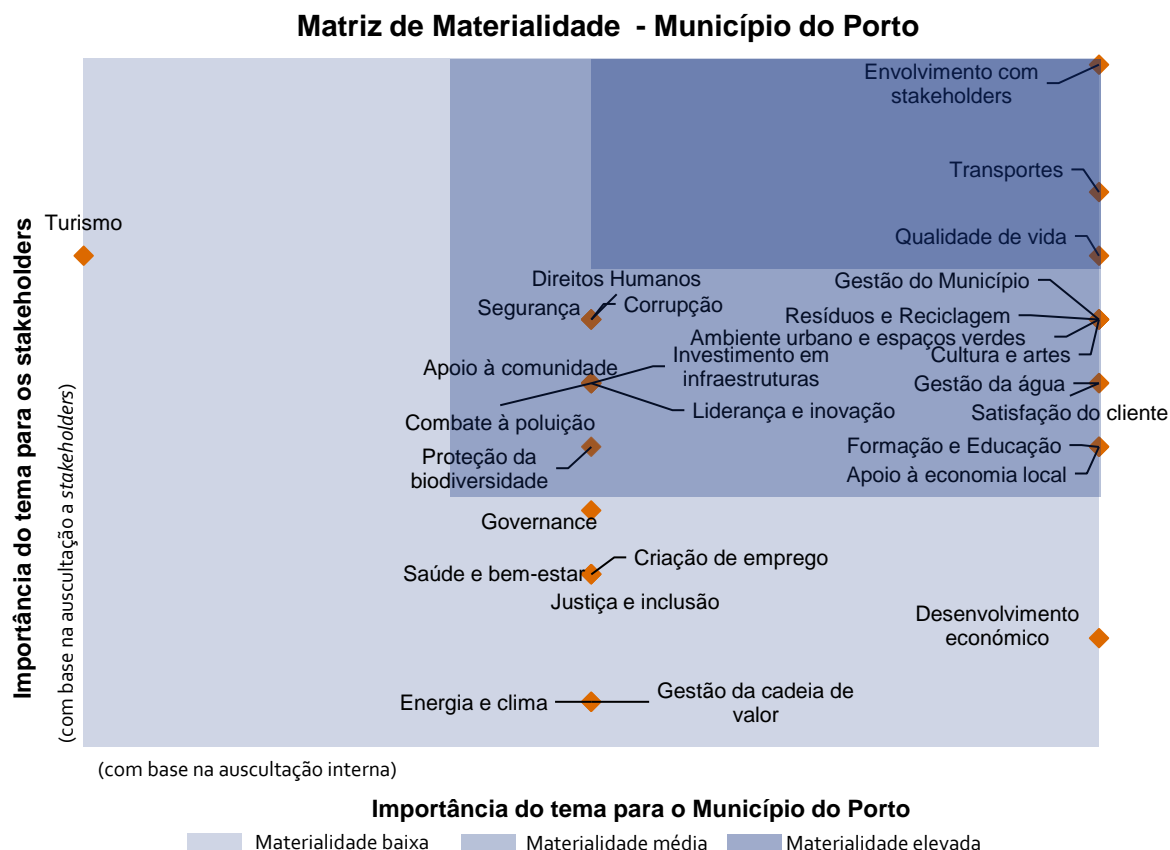 Matriz de Materialidade - Município do Porto
Envolvimento com
stakeholders
Transportes
Turismo
Qualidade de vida
Direitos Humanos
Gestão do Município
Segurança
Corrupção
Resíduos e Reciclagem
Ambiente urbano e espaços verdes
Cultura e artes
Apoio à comunidade
Investimento em
infraestruturas
Gestão da água
Liderança e inovação
Satisfação do cliente
Combate à poluição
Formação e Educação
Proteção da
biodiversidade
Apoio à economia local
Governance
Criação de emprego
Saúde e bem-estar
Justiça e inclusão
Desenvolvimento
económico
Energia e clima
Gestão da cadeia de
valor
Importância do tema para os stakeholders
(com base na auscultação a stakeholders)
(com base na auscultação interna)
Importância do tema para o Município do Porto
Materialidade baixa
Materialidade média
Materialidade elevada